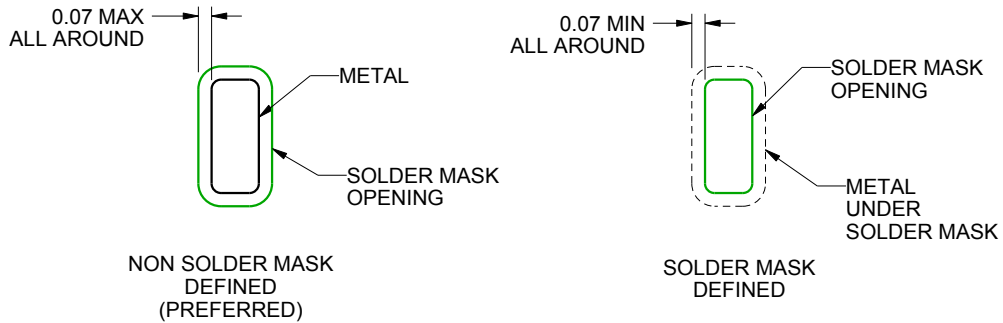 0.07 MAX
ALL AROUND
METAL
SOLDER MASK
OPENING
NON SOLDER MASK
DEFINED
(PREFERRED)
0.07 MIN
ALL AROUND
SOLDER MASK
OPENING
METAL
UNDER
SOLDER MASK
SOLDER MASK
DEFINED